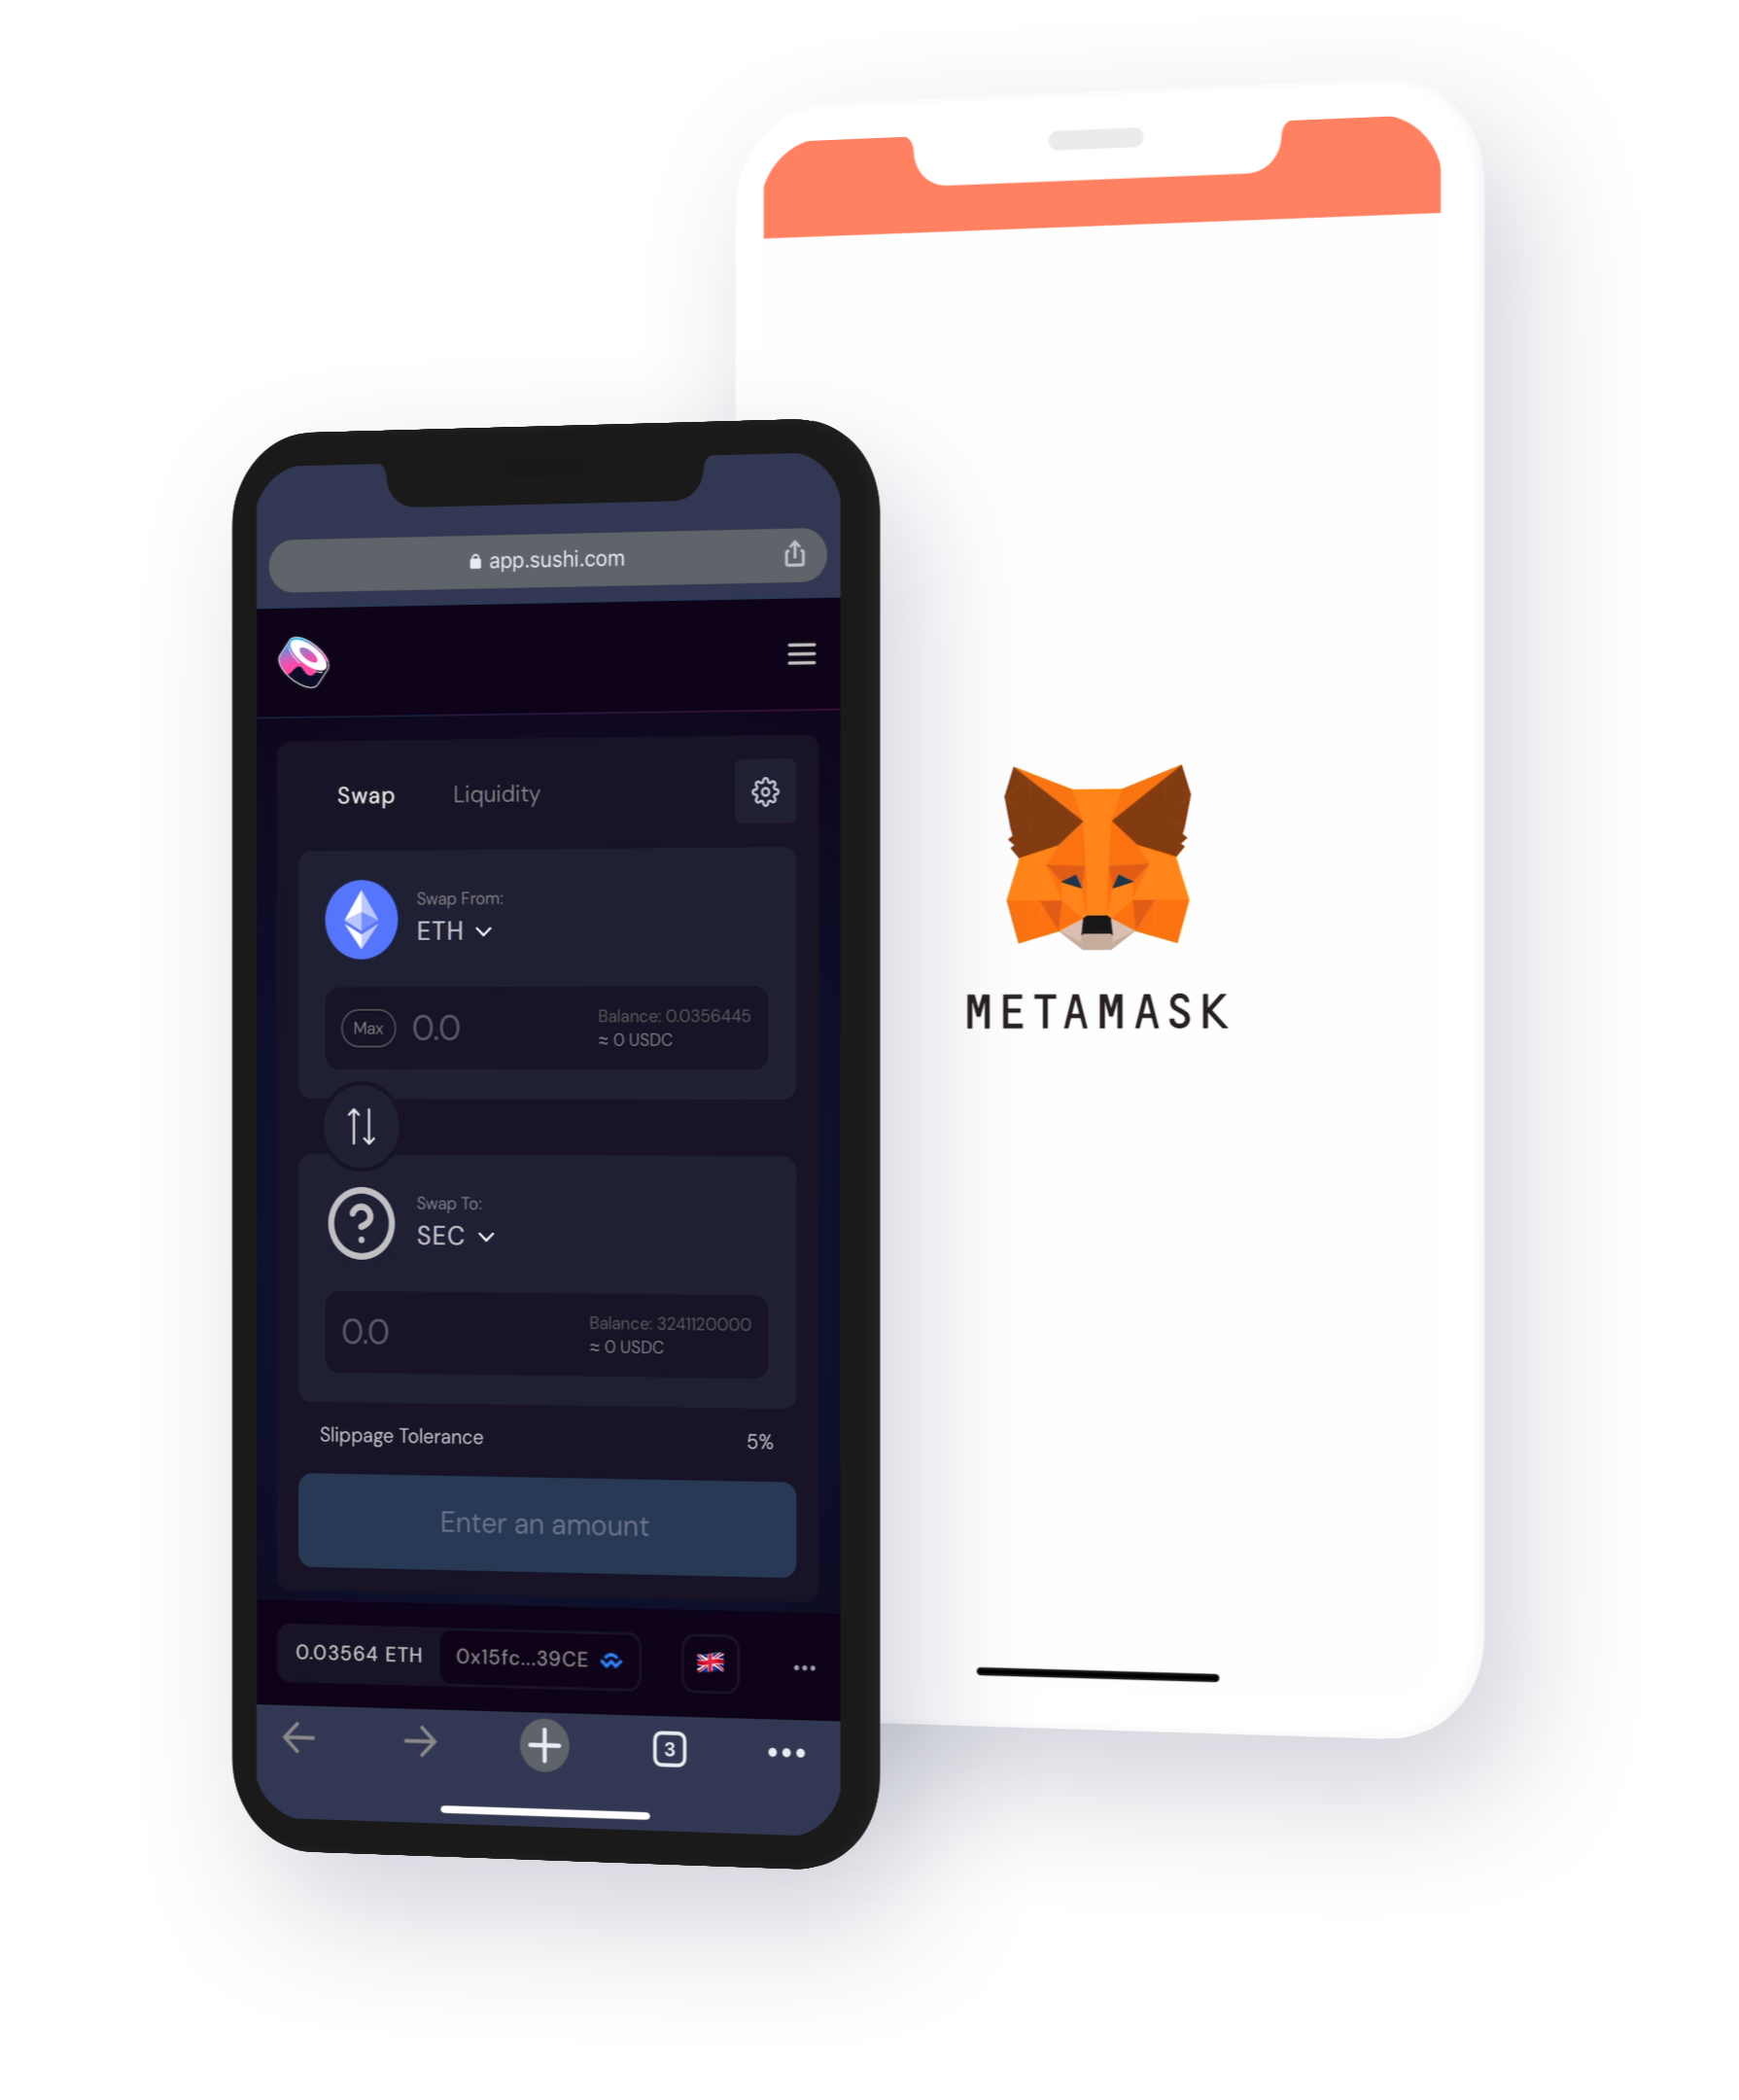 app.sushi.com
Swap Liquidity
Swap From:
ETH
Max 0.0 Balance: 0.0356445
≈ 0 USDC
Swap To:
SEC
0.0 Balance: 3241120000
≈ 0 USDC
Slippage Tolerance 5%
Enter an amount
0.03564 ETH 0x15fc...39CE
3
METAMASK